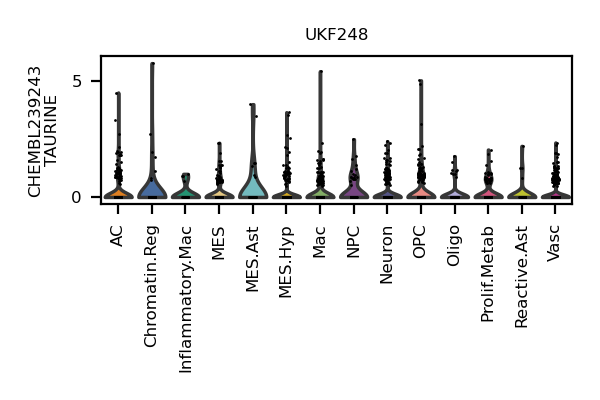 UKF248
CHEMBL239243
TAURINE
5
0
AC
Chromatin.Reg
Inflammatory.Mac
MES
MES.Ast
MES.Hyp
Mac
NPC
Neuron
OPC
Oligo
Prolif.Metab
Reactive.Ast
Vasc